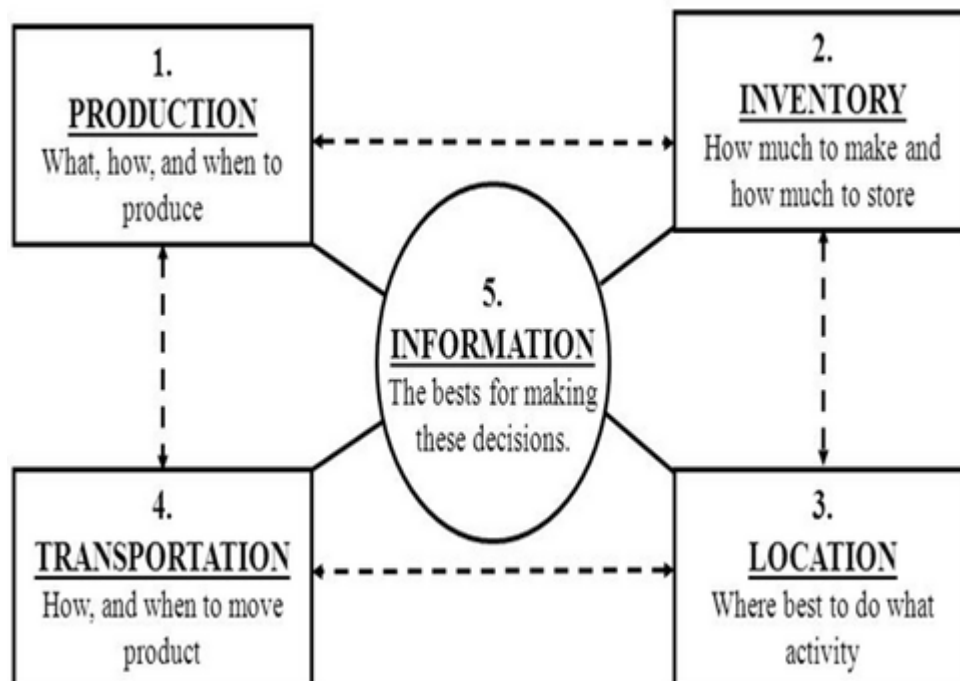 1.
PRODUCTION
What, how, and when to
produce
2.
INVENTORY
How much to make and
how much to store
5.
INFORMATION
The bests for making
these decisions.
4.
TRANSPORTATION
How, and when to move
product
3.
LOCATION
Where best to do what
activity